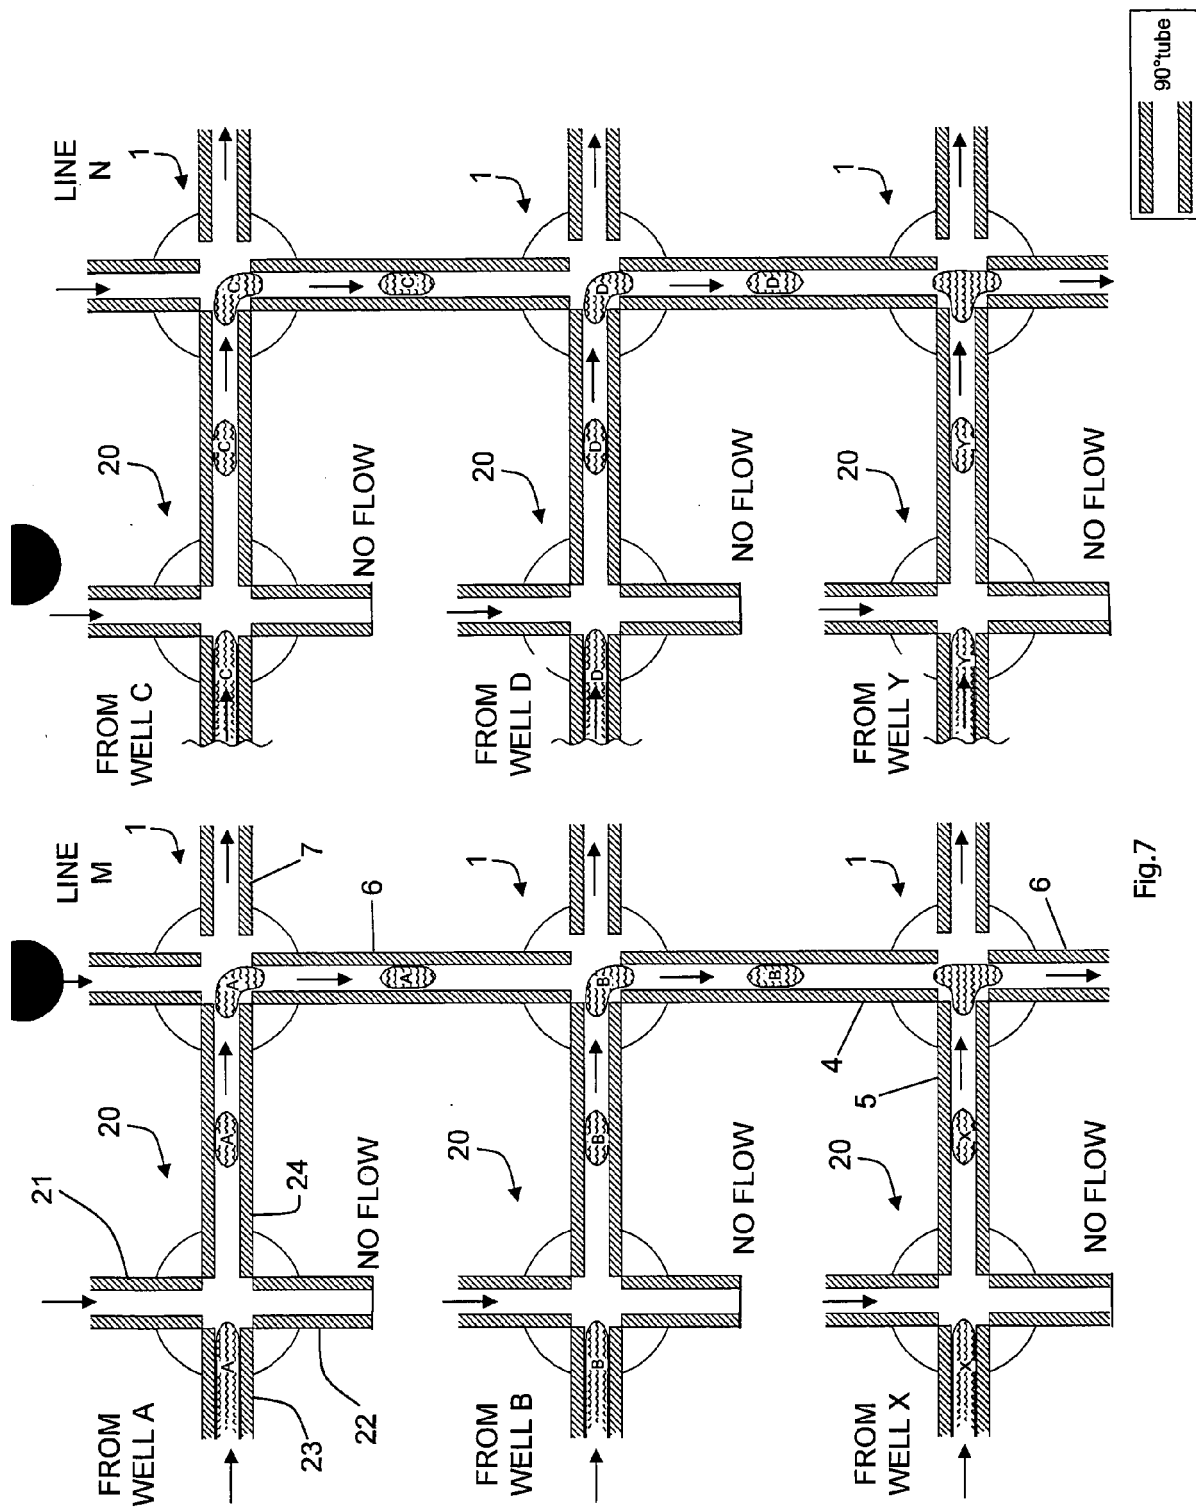 LINE
M
1
FROM
WELL A
21
20
23
22
24
NO FLOW
7
6
A
A
A
A
FROM
WELL B
20
1
NO FLOW
B
B
B
B
4
FROM
WELL X
20
5
1
NO FLOW
X
X
6
LINE
N
1
FROM
WELL C
20
NO FLOW
C
C
C
C
FROM
WELL D
20
1
NO FLOW
D
D
D
D
FROM
WELL Y
20
1
NO FLOW
Y
Y
Fig.7
90°tube